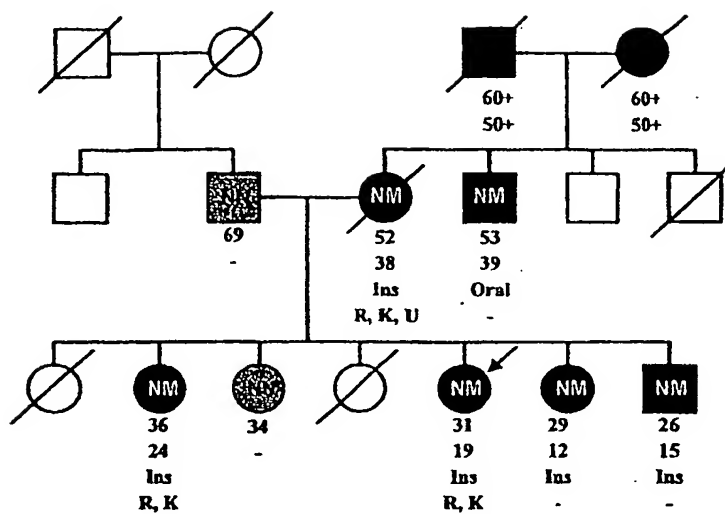 60+ 60+
50+ 50+
NM NM
69 52 53
- 38 39
Ins Oral
R, K, U -
NM NM NM NM
36 34 31 29 26
24 - 19 12 15
Ins Ins Ins Ins
R, K R, K - -